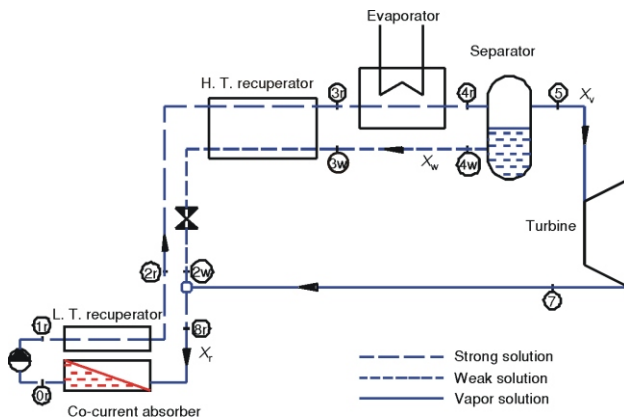 Evaporator
Separator
H. T. recuperator
3r
4r
5
Xv
3w
Xw
4w
Turbine
2r
2w
7
1r
L. T. recuperator
8r
Xr
0r
Co-current absorber
Strong solution
Weak solution
Vapor solution